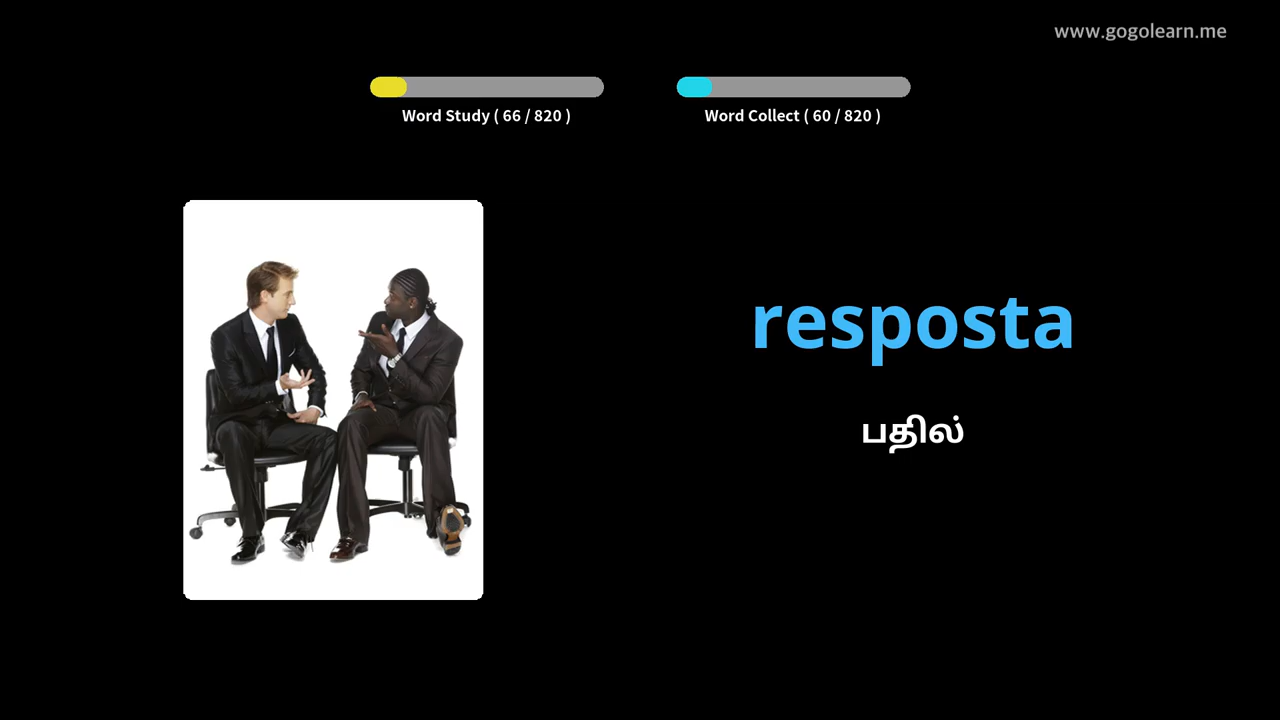 www.gogolearn.me
Word Study ( 66 / 820 )
Word Collect ( 60 / 820 )
resposta
பதில்